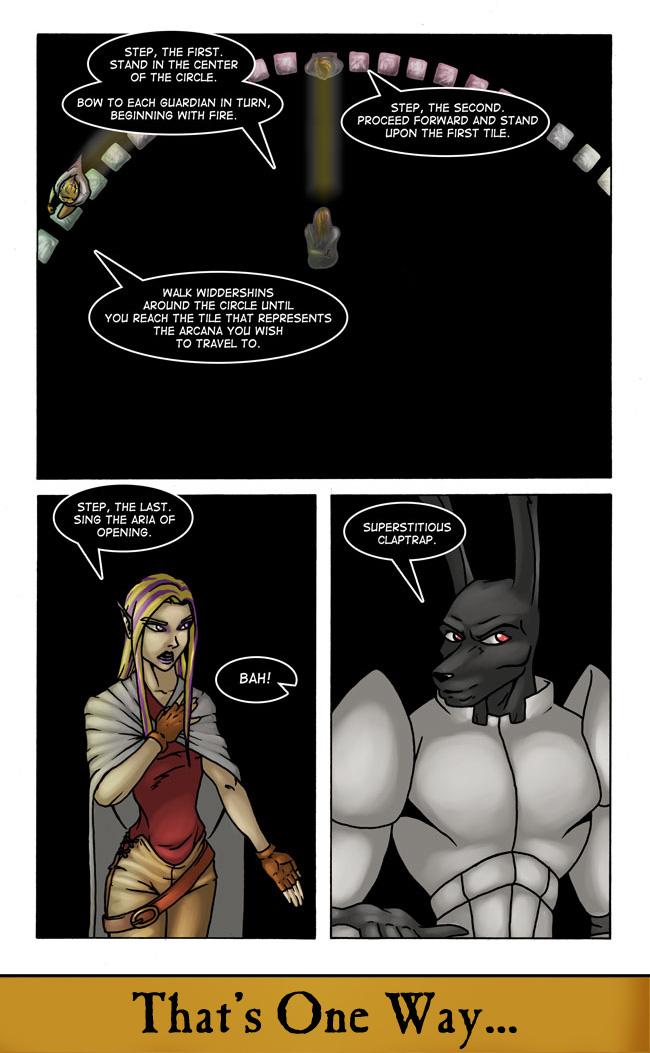 STEP, THE FIRST.
STAND IN THE CENTER
OF THE CIRCLE.
BOW TO EACH GUARDIAN IN TURN,
BEGINNING WITH FIRE.
STEP, THE SECOND.
PROCEED FORWARD AND STAND
UPON THE FIRST TILE.
WALK WIDDERSHINS
AROUND THE CIRCLE UNTIL
YOU REACH THE TILE THAT REPRESENTS
THE ARCANA YOU WISH
TO TRAVEL TO.
STEP, THE LAST.
SING THE ARIA OF
OPENING.
BAH!
SUPERSTITIOUS
CLAPTRAP.
That's One Way...